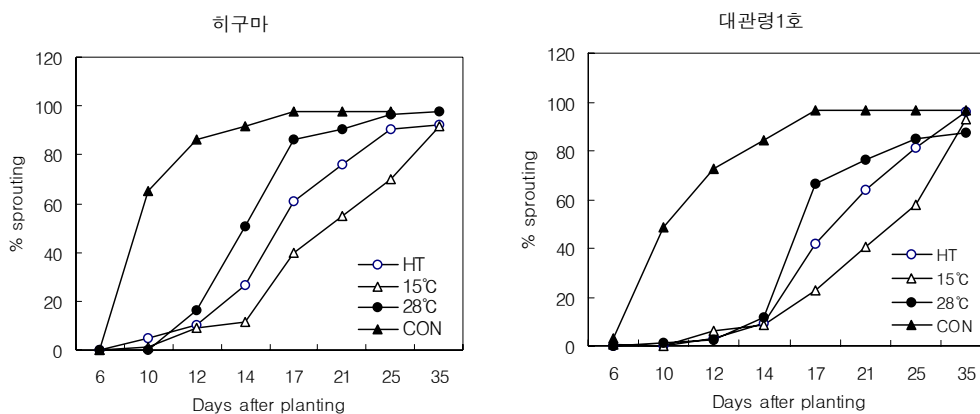 히구마
120
100
80
60
40
20
0
% sprouting
6 10 12 14 17 21 25 35
Days after planting
HT
15℃
28℃
CON
대관령1호
120
100
80
60
40
20
0
% sprouting
6 10 12 14 17 21 25 35
Days after planting
HT
15℃
28℃
CON